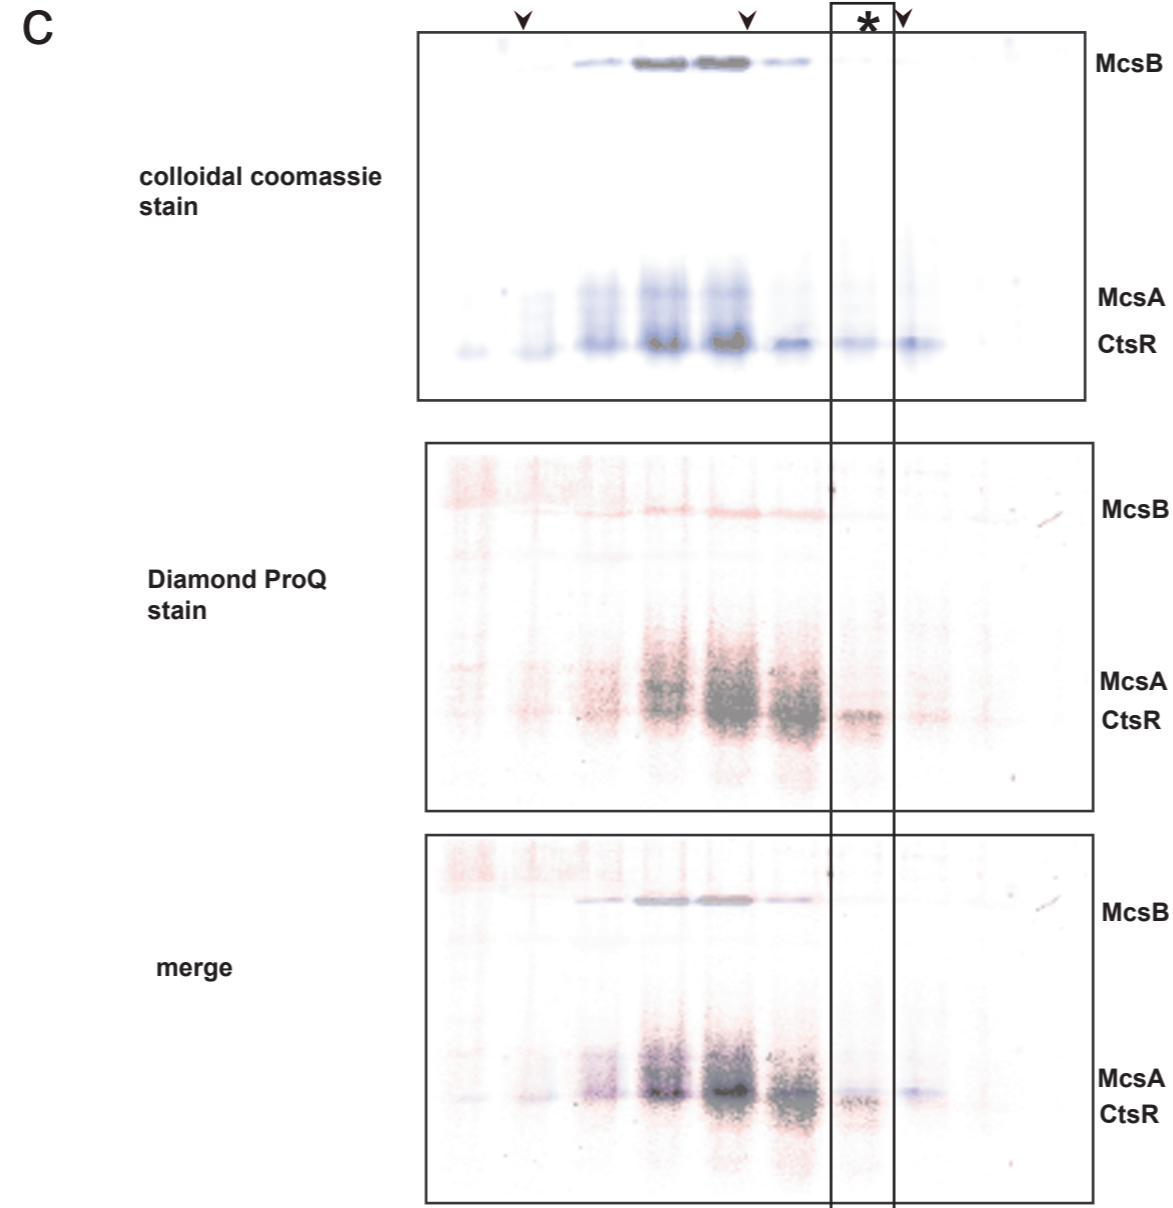 C
*
McsB
colloidal coomassie
stain
McsA
CtsR
McsB
Diamond ProQ
stain
McsA
CtsR
McsB
merge
McsA
CtsR